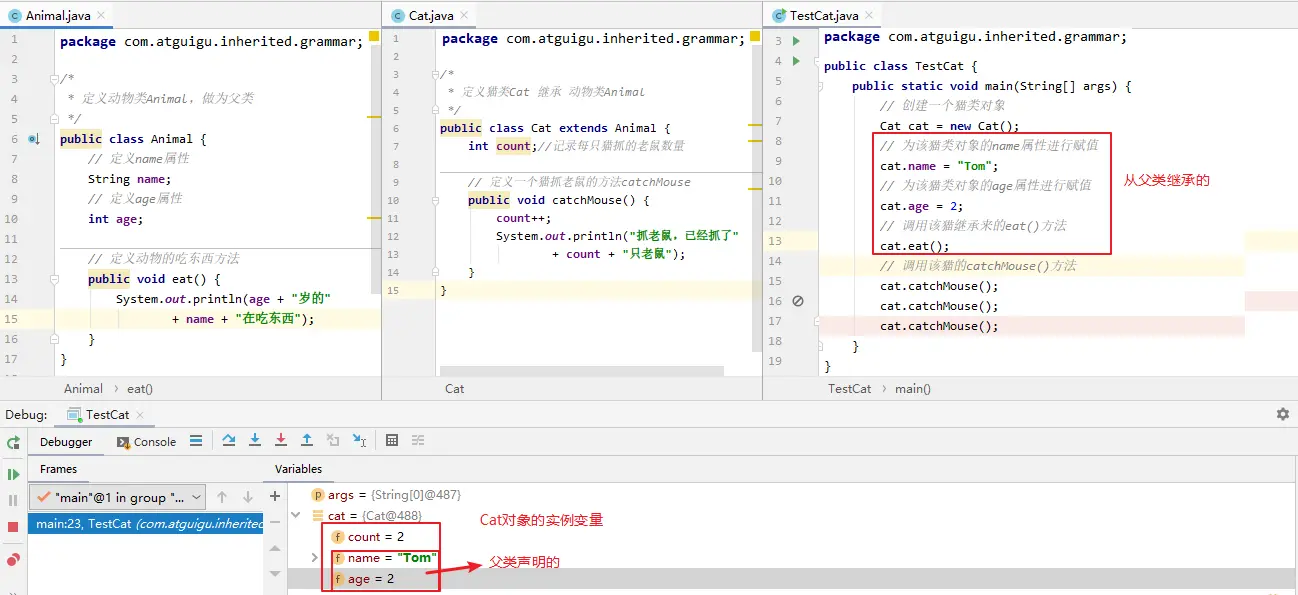 Animal.java
1 package com.atguigu.inherited.grammar;
2
3 /*
4 * 定义动物类Animal，做为父类
5 */
6 public class Animal {
7 // 定义name属性
8 String name;
9 // 定义age属性
10 int age;
11
12 // 定义动物的吃东西方法
13 public void eat() {
14 System.out.println(age + "岁的"
15 + name + "在吃东西");
16 }
17 }
Animal › eat()
Cat.java
1 package com.atguigu.inherited.grammar;
2
3 /*
4 * 定义猫类Cat 继承 动物类Animal
5 */
6 public class Cat extends Animal {
7 int count;//记录每只猫抓的老鼠数量
8
9 // 定义一个猫抓老鼠的方法catchMouse
10 public void catchMouse() {
11 count++;
12 System.out.println("抓老鼠，已经抓了"
13 + count + "只老鼠");
14 }
15 }
Cat
TestCat.java
3 package com.atguigu.inherited.grammar;
4 public class TestCat {
5 public static void main(String[] args) {
6 // 创建一个猫类对象
7 Cat cat = new Cat();
8 // 为该猫类对象的name属性进行赋值
9 cat.name = "Tom";
10 // 为该猫类对象的age属性进行赋值
11 cat.age = 2;
12 // 调用该猫继承来的eat()方法
13 cat.eat();
14 // 调用该猫的catchMouse()方法
15 cat.catchMouse();
16 cat.catchMouse();
17 cat.catchMouse();
18 }
19 }
从父类继承的
TestCat › main()
Debug: TestCat
Debugger Console
Frames Variables
"main"@1 in group "...
main:23, TestCat (com.atguigu.inherited
args = {String[0]@487}
cat = {Cat@488}
count = 2
name = "Tom"
age = 2
Cat对象的实例变量
父类声明的